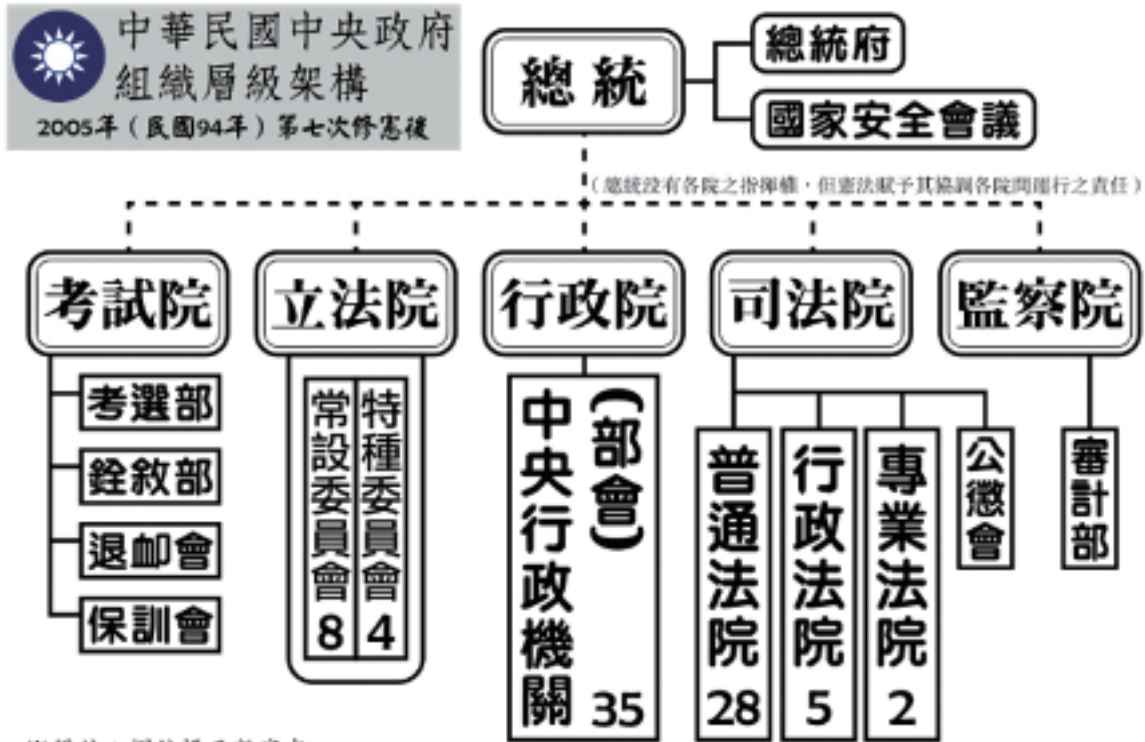 中華民國中央政府
組織層級架構
2005年（民國94年）第七次修憲後
總統
總統府
國家安全會議
（總統沒有各院之指揮權，但憲法賦予其協調各院間運行之責任）
考試院
立法院
行政院
司法院
監察院
考選部
銓敘部
退卹會
保訓會
常設委員會8
特種委員會4
中央行政機關
（部會）35
普通法院28
行政法院5
專業法院2
公懲會
審計部